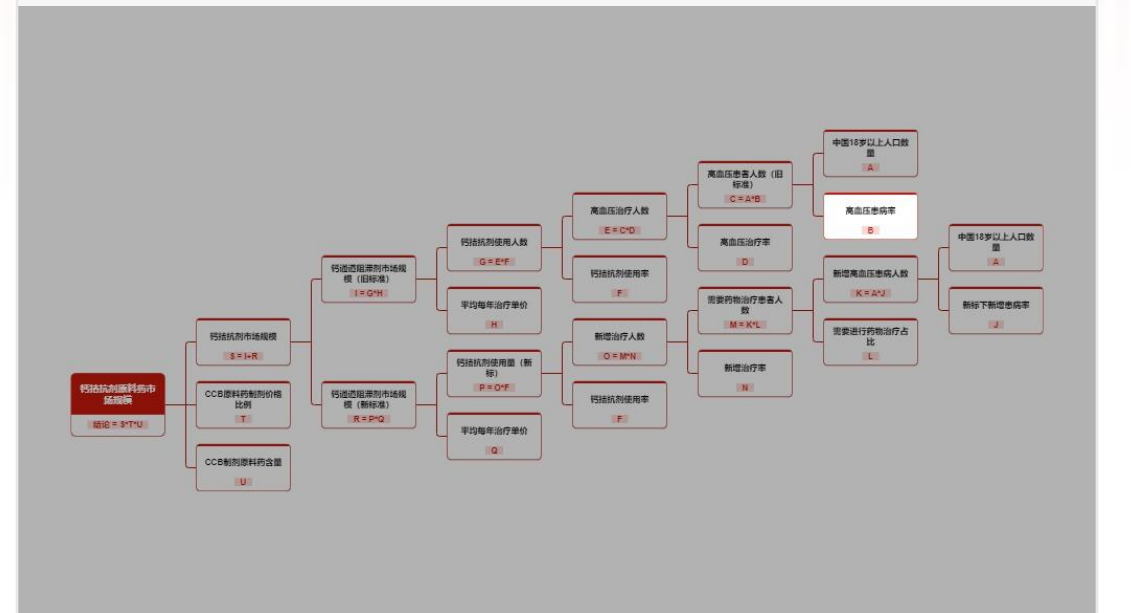 中国18岁以上人口数
量
A
高血压患者人数（旧
标准）
C = A*B
高血压治疗人数
E = C*D
高血压患病率
B
钙拮抗剂使用人数
G = E*F
高血压治疗率
D
中国18岁以上人口数
量
A
钙通道阻滞剂市场规
模（旧标准）
I = G*H
钙拮抗剂使用率
F
新增高血压患病人数
K = A*J
平均每年治疗单价
H
需要药物治疗患者人
数
M = K*L
新标下新增患病率
J
钙拮抗剂市场规模
S = I+R
新增治疗人数
O = M*N
需要进行药物治疗占
比
L
钙拮抗剂使用量（新
标）
P = O*F
新增治疗率
N
钙拮抗剂原料药市
场规模
结论 = S*T*U
CCB原料药制剂价格
比例
T
钙通道阻滞剂市场规
模（新标准）
R = P*Q
钙拮抗剂使用率
F
平均每年治疗单价
Q
CCB制剂原料药含量
U